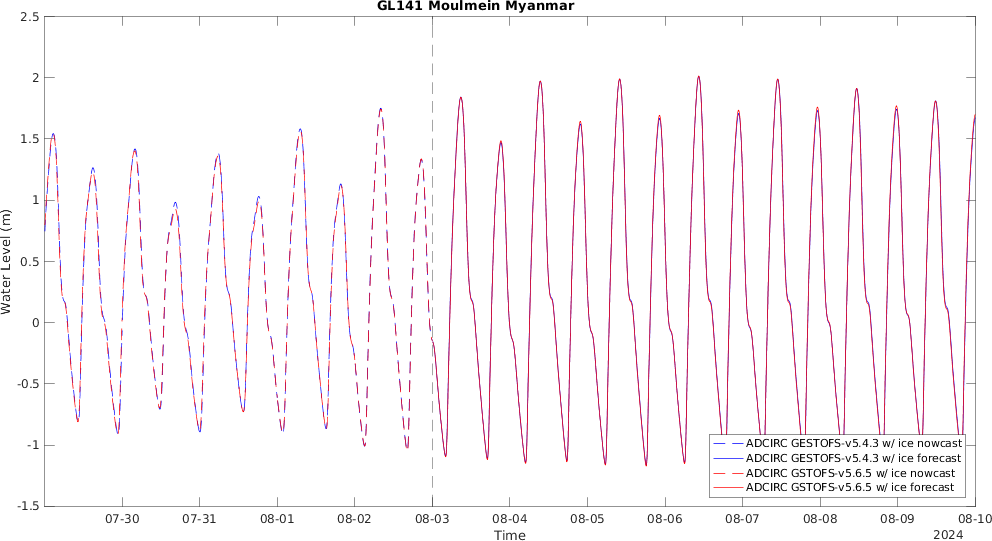 GL141 Moulmein Myanmar
2.5
2
1.5
1
0.5
0
-0.5
-1
-1.5
Water Level (m)
07-30 07-31 08-01 08-02 08-03 08-04 08-05 08-06 08-07 08-08 08-09 08-10
Time
2024
ADCIRC GESTOFS-v5.4.3 w/ ice nowcast
ADCIRC GESTOFS-v5.4.3 w/ ice forecast
ADCIRC GSTOFS-v5.6.5 w/ ice nowcast
ADCIRC GSTOFS-v5.6.5 w/ ice forecast